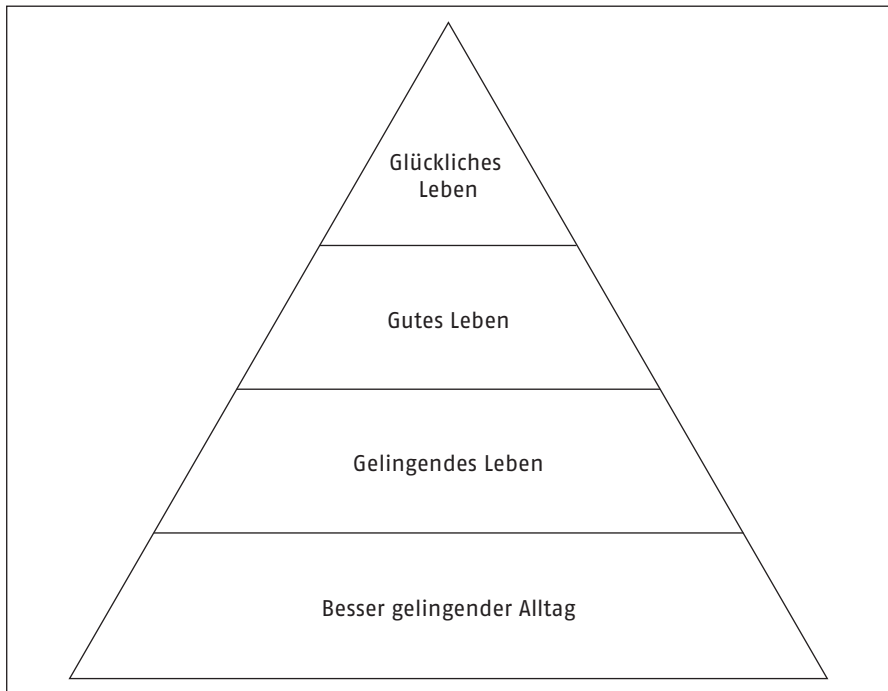 Glückliches
Leben
Gutes Leben
Gelingendes Leben
Besser gelingender Alltag